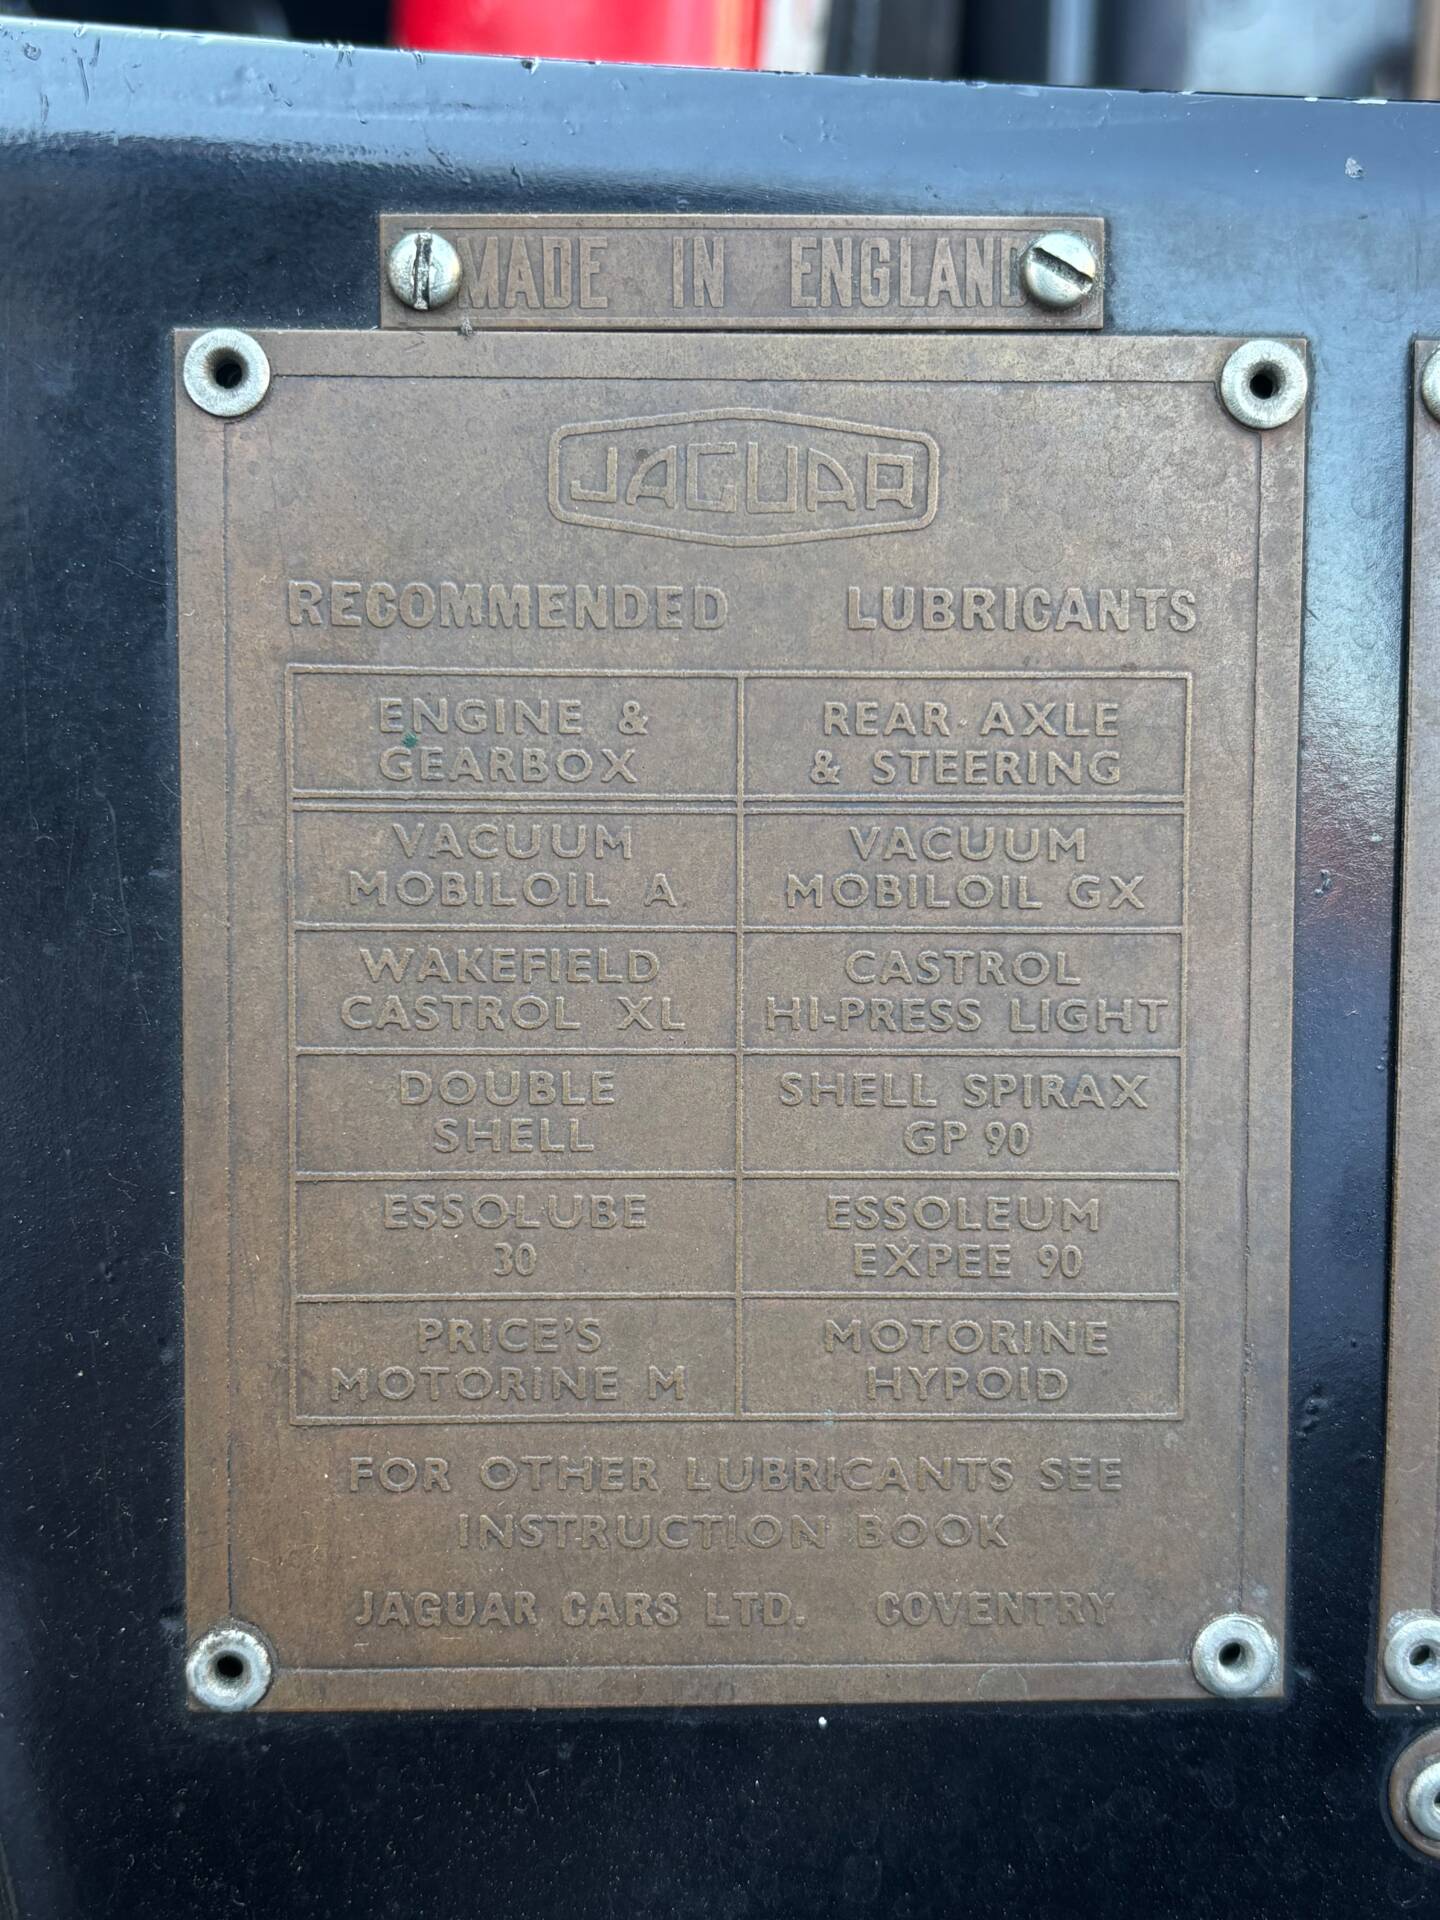 MADE IN ENGLAND
JAGUAR
RECOMMENDED LUBRICANTS
ENGINE &
GEARBOX
REAR AXLE
& STEERING
VACUUM
MOBILOIL A
VACUUM
MOBILOIL GX
WAKEFIELD
CASTROL XL
CASTROL
HI-PRESS LIGHT
DOUBLE
SHELL
SHELL SPIRAX
GP 90
ESSOLUBE
30
ESSOLEUM
EXPEE 90
PRICE'S
MOTORINE M
MOTORINE
HYPOID
FOR OTHER LUBRICANTS SEE
INSTRUCTION BOOK
JAGUAR CARS LTD. COVENTRY